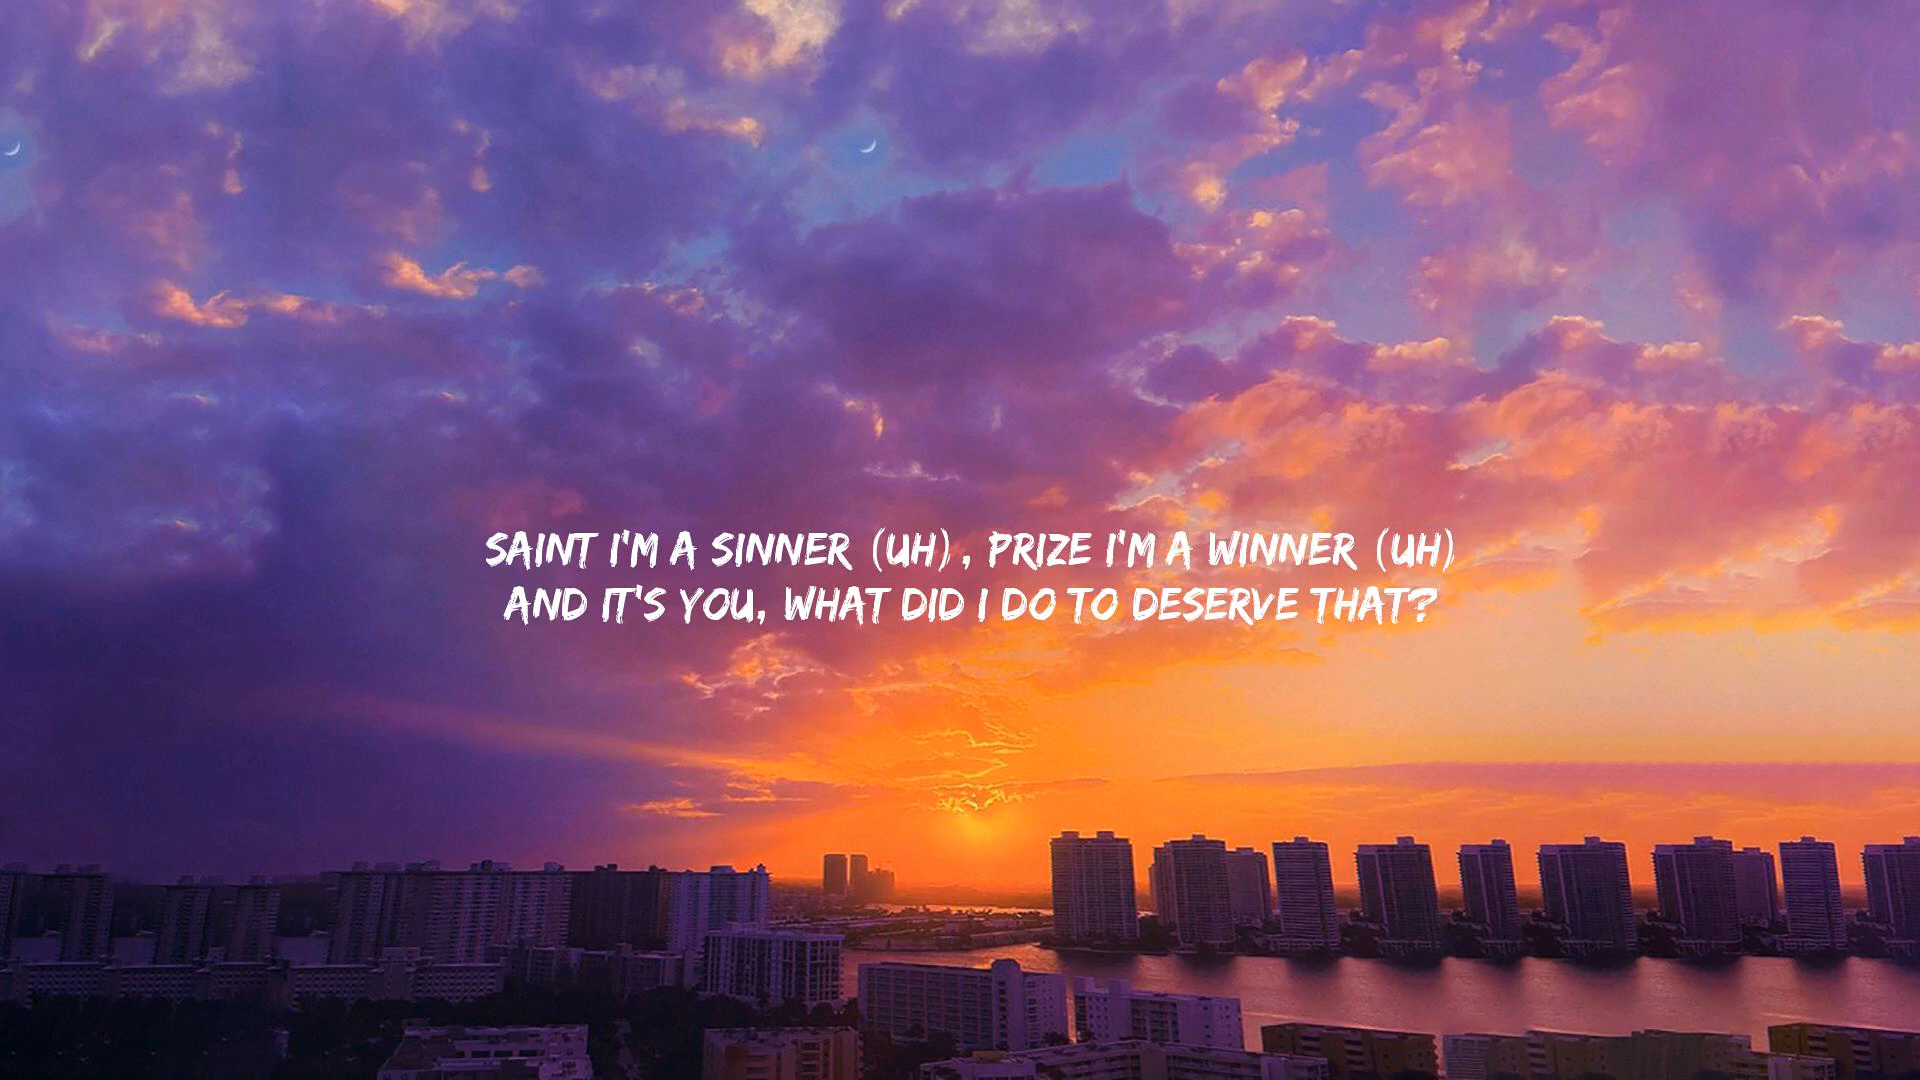 SAINT I'M A SINNER (UH), PRIZE I'M A WINNER (UH)
AND IT'S YOU, WHAT DID I DO TO DESERVE THAT?